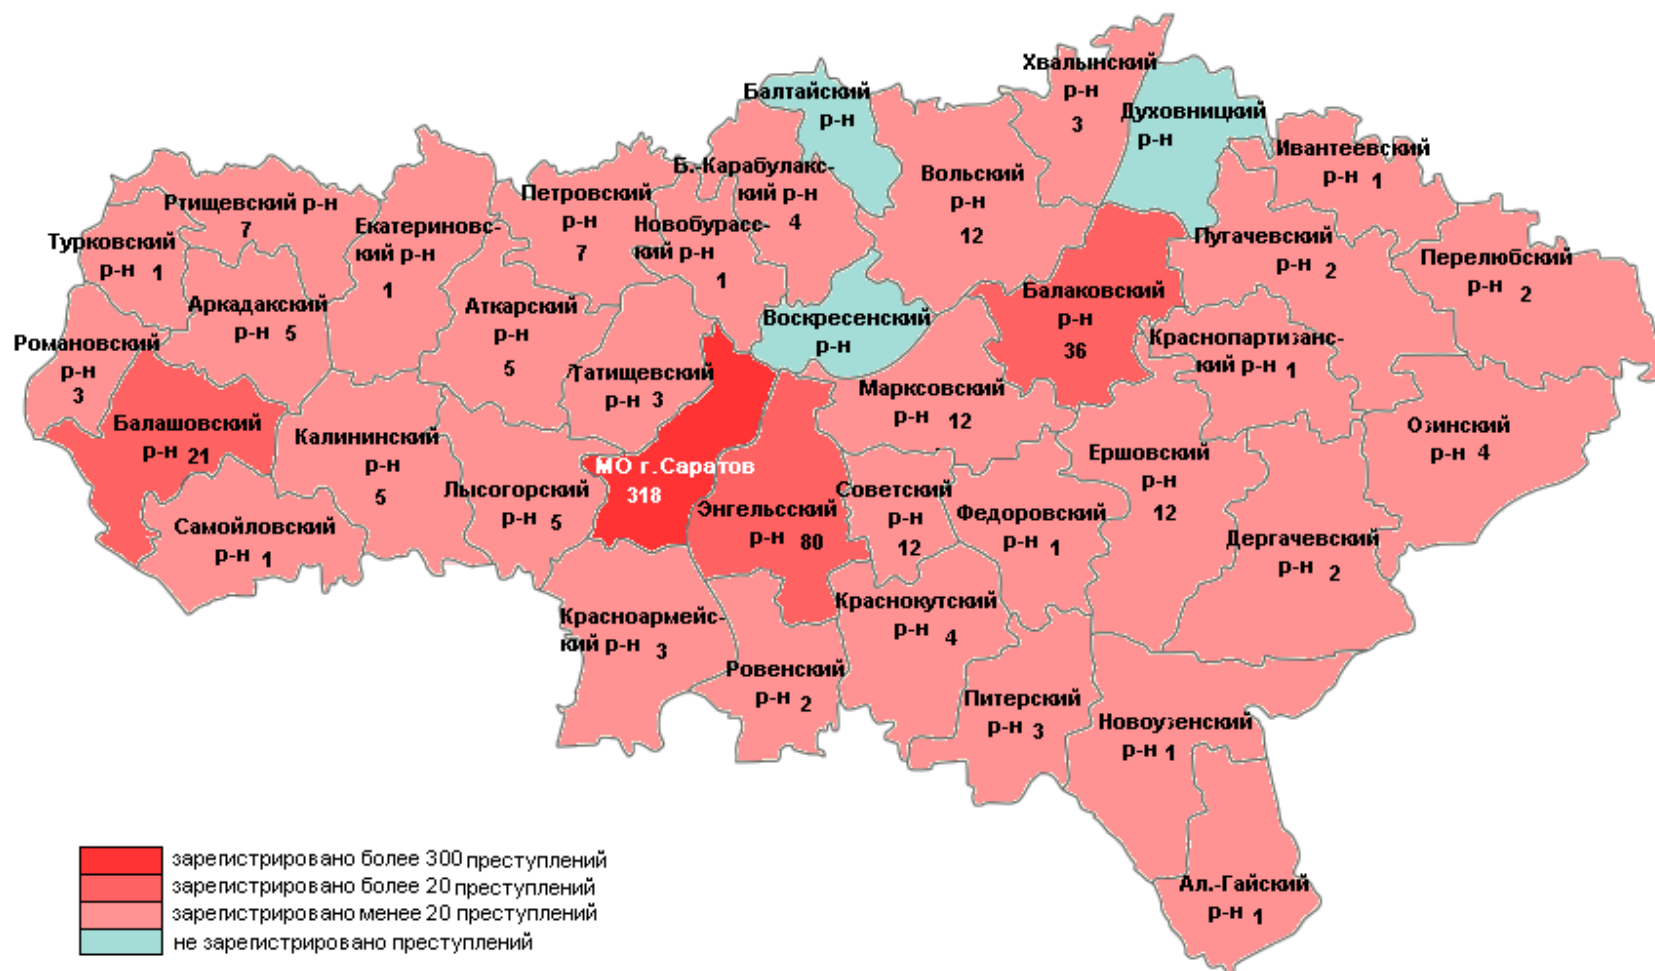 Хвалынский
р-н
3
Балтайский
р-н
Духовницкий
р-н
Ивантеевский
р-н 1
Б.-Карабулакс-
кий р-н
4
Вольский
р-н
12
Петровский
р-н
7
Ртищевский р-н
7
Екатериновс-
кий р-н
1
Новобурасс-
кий р-н
1
Турковский
р-н 1
Пугачевский
р-н 2
Перелюбский
р-н 2
Аркадакский
р-н 5
Аткарский
р-н
5
Балаковский
р-н
36
Воскресенский
р-н
Краснопартизанс-
кий р-н 1
Романовский
р-н
3
Татищевский
р-н 3
Марксовский
р-н 12
Балашовский
р-н 21
Калининский
р-н
5
Озинский
р-н 4
Ершовский
р-н
12
МО г.Саратов
318
Лысогорский
р-н 5
Энгельсский
р-н 80
Советский
р-н
12
Федоровский
р-н 1
Самойловский
р-н 1
Дергачевский
р-н 2
Красноармейс-
кий р-н 3
Краснокутский
р-н 4
Ровенский
р-н 2
Питерский
р-н 3
Новоузенский
р-н 1
Ал.-Гайский
р-н 1
зарегистрировано более 300 преступлений
зарегистрировано более 20 преступлений
зарегистрировано менее 20 преступлений
не зарегистрировано преступлений